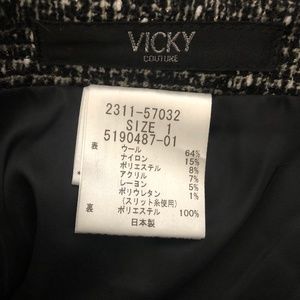 VICKY
COUTURE
2311-57032
SIZE 1
5190487-01
表 ウール 64%
ナイロン 15%
ポリエステル 8%
アクリル 7%
レーヨン 5%
ポリウレタン 1%
(スリット糸使用)
裏 ポリエステル 100%
日本製